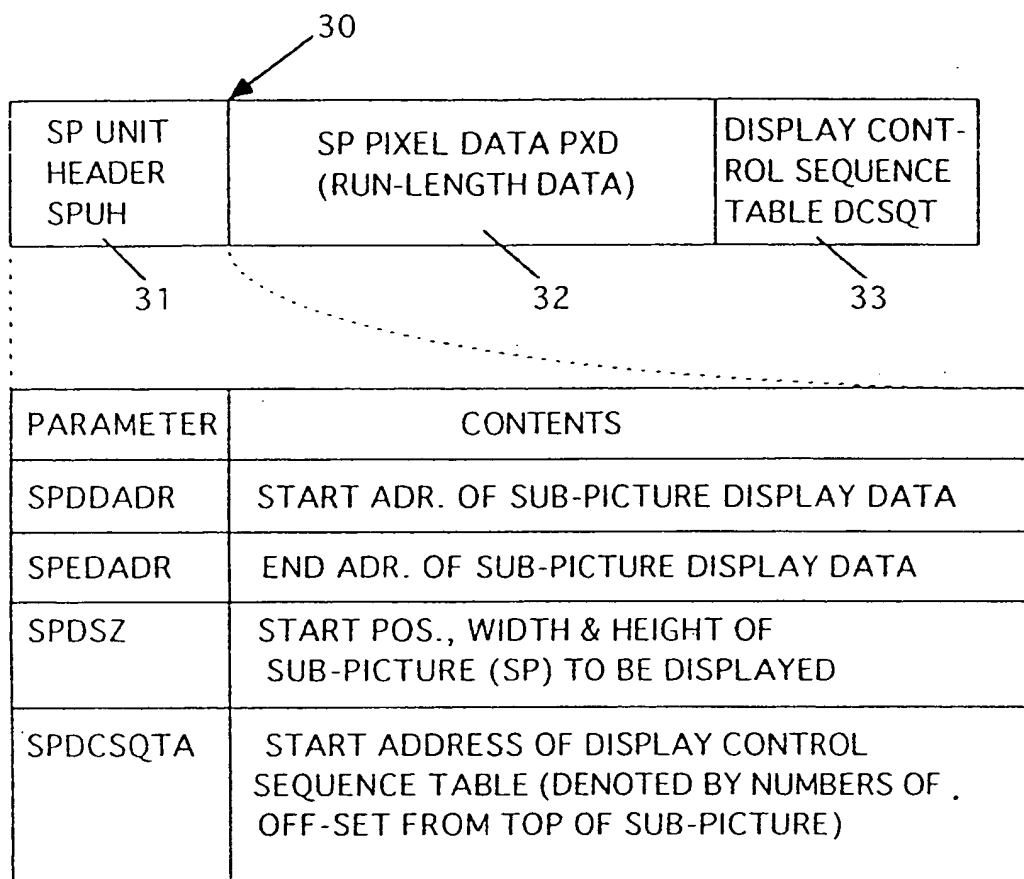 30
SP UNIT
HEADER
SPUH
SP PIXEL DATA PXD
(RUN-LENGTH DATA)
DISPLAY CONT-
ROL SEQUENCE
TABLE DCSQT
31
32
33
PARAMETER CONTENTS
SPDDADR START ADR. OF SUB-PICTURE DISPLAY DATA
SPEDADR END ADR. OF SUB-PICTURE DISPLAY DATA
SPDSZ START POS., WIDTH & HEIGHT OF
SUB-PICTURE (SP) TO BE DISPLAYED
SPDCSQTA START ADDRESS OF DISPLAY CONTROL
SEQUENCE TABLE (DENOTED BY NUMBERS OF
OFF-SET FROM TOP OF SUB-PICTURE)